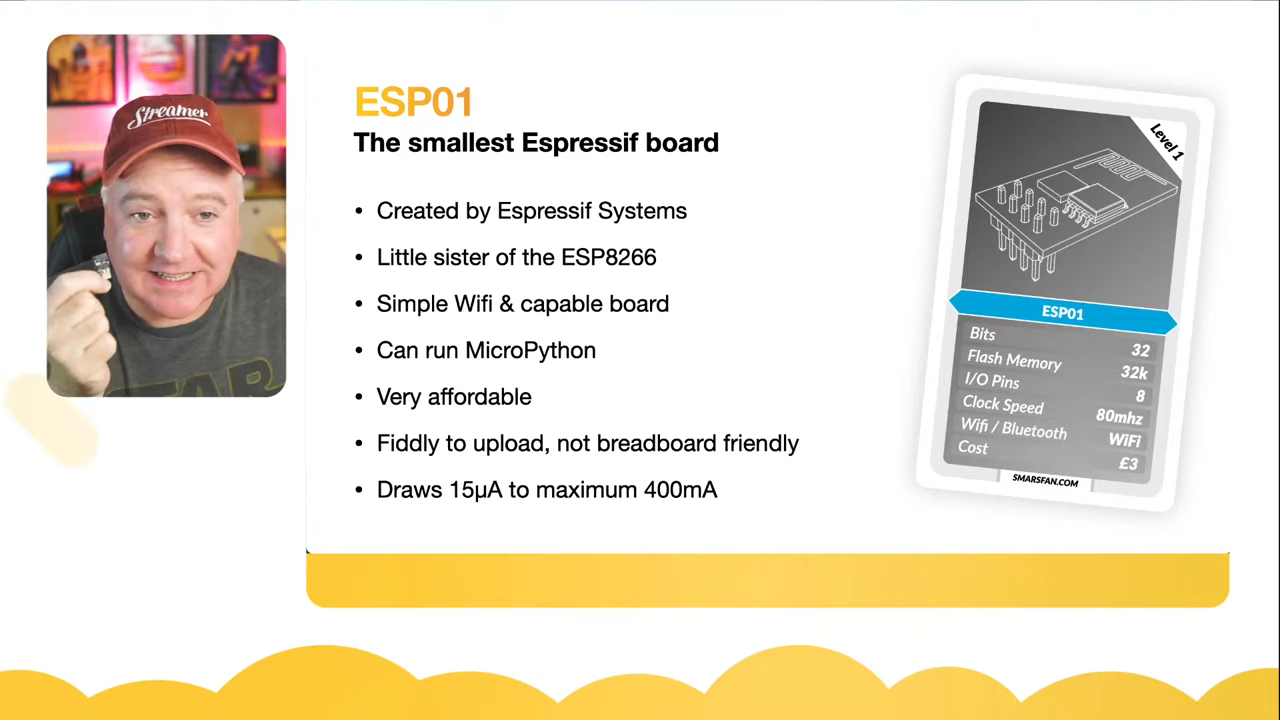 Streamer
STAR
ESP01
The smallest Espressif board
• Created by Espressif Systems
• Little sister of the ESP8266
• Simple Wifi & capable board
• Can run MicroPython
• Very affordable
• Fiddly to upload, not breadboard friendly
• Draws 15µA to maximum 400mA
Level 1
ESP01
Bits 32
Flash Memory 32k
I/O Pins 8
Clock Speed 80mhz
Wifi / Bluetooth WiFi
Cost £3
SMARSFAN.COM